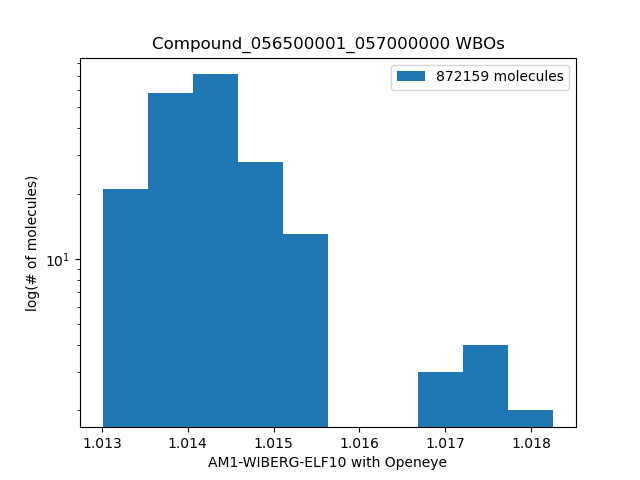 Compound_056500001_057000000 WBOs
872159 molecules
log(# of molecules)
10¹
1.013 1.014 1.015 1.016 1.017 1.018
AM1-WIBERG-ELF10 with Openeye